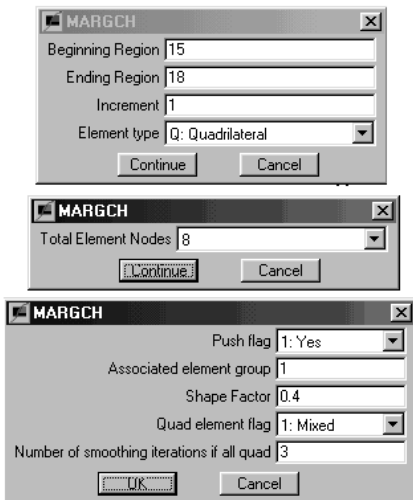 MARGCH
Beginning Region 15
Ending Region 18
Increment 1
Element type Q: Quadrilateral
Continue Cancel
MARGCH
Total Element Nodes 8
Continue Cancel
MARGCH
Push flag 1: Yes
Associated element group 1
Shape Factor 0.4
Quad element flag 1: Mixed
Number of smoothing iterations if all quad 3
OK Cancel